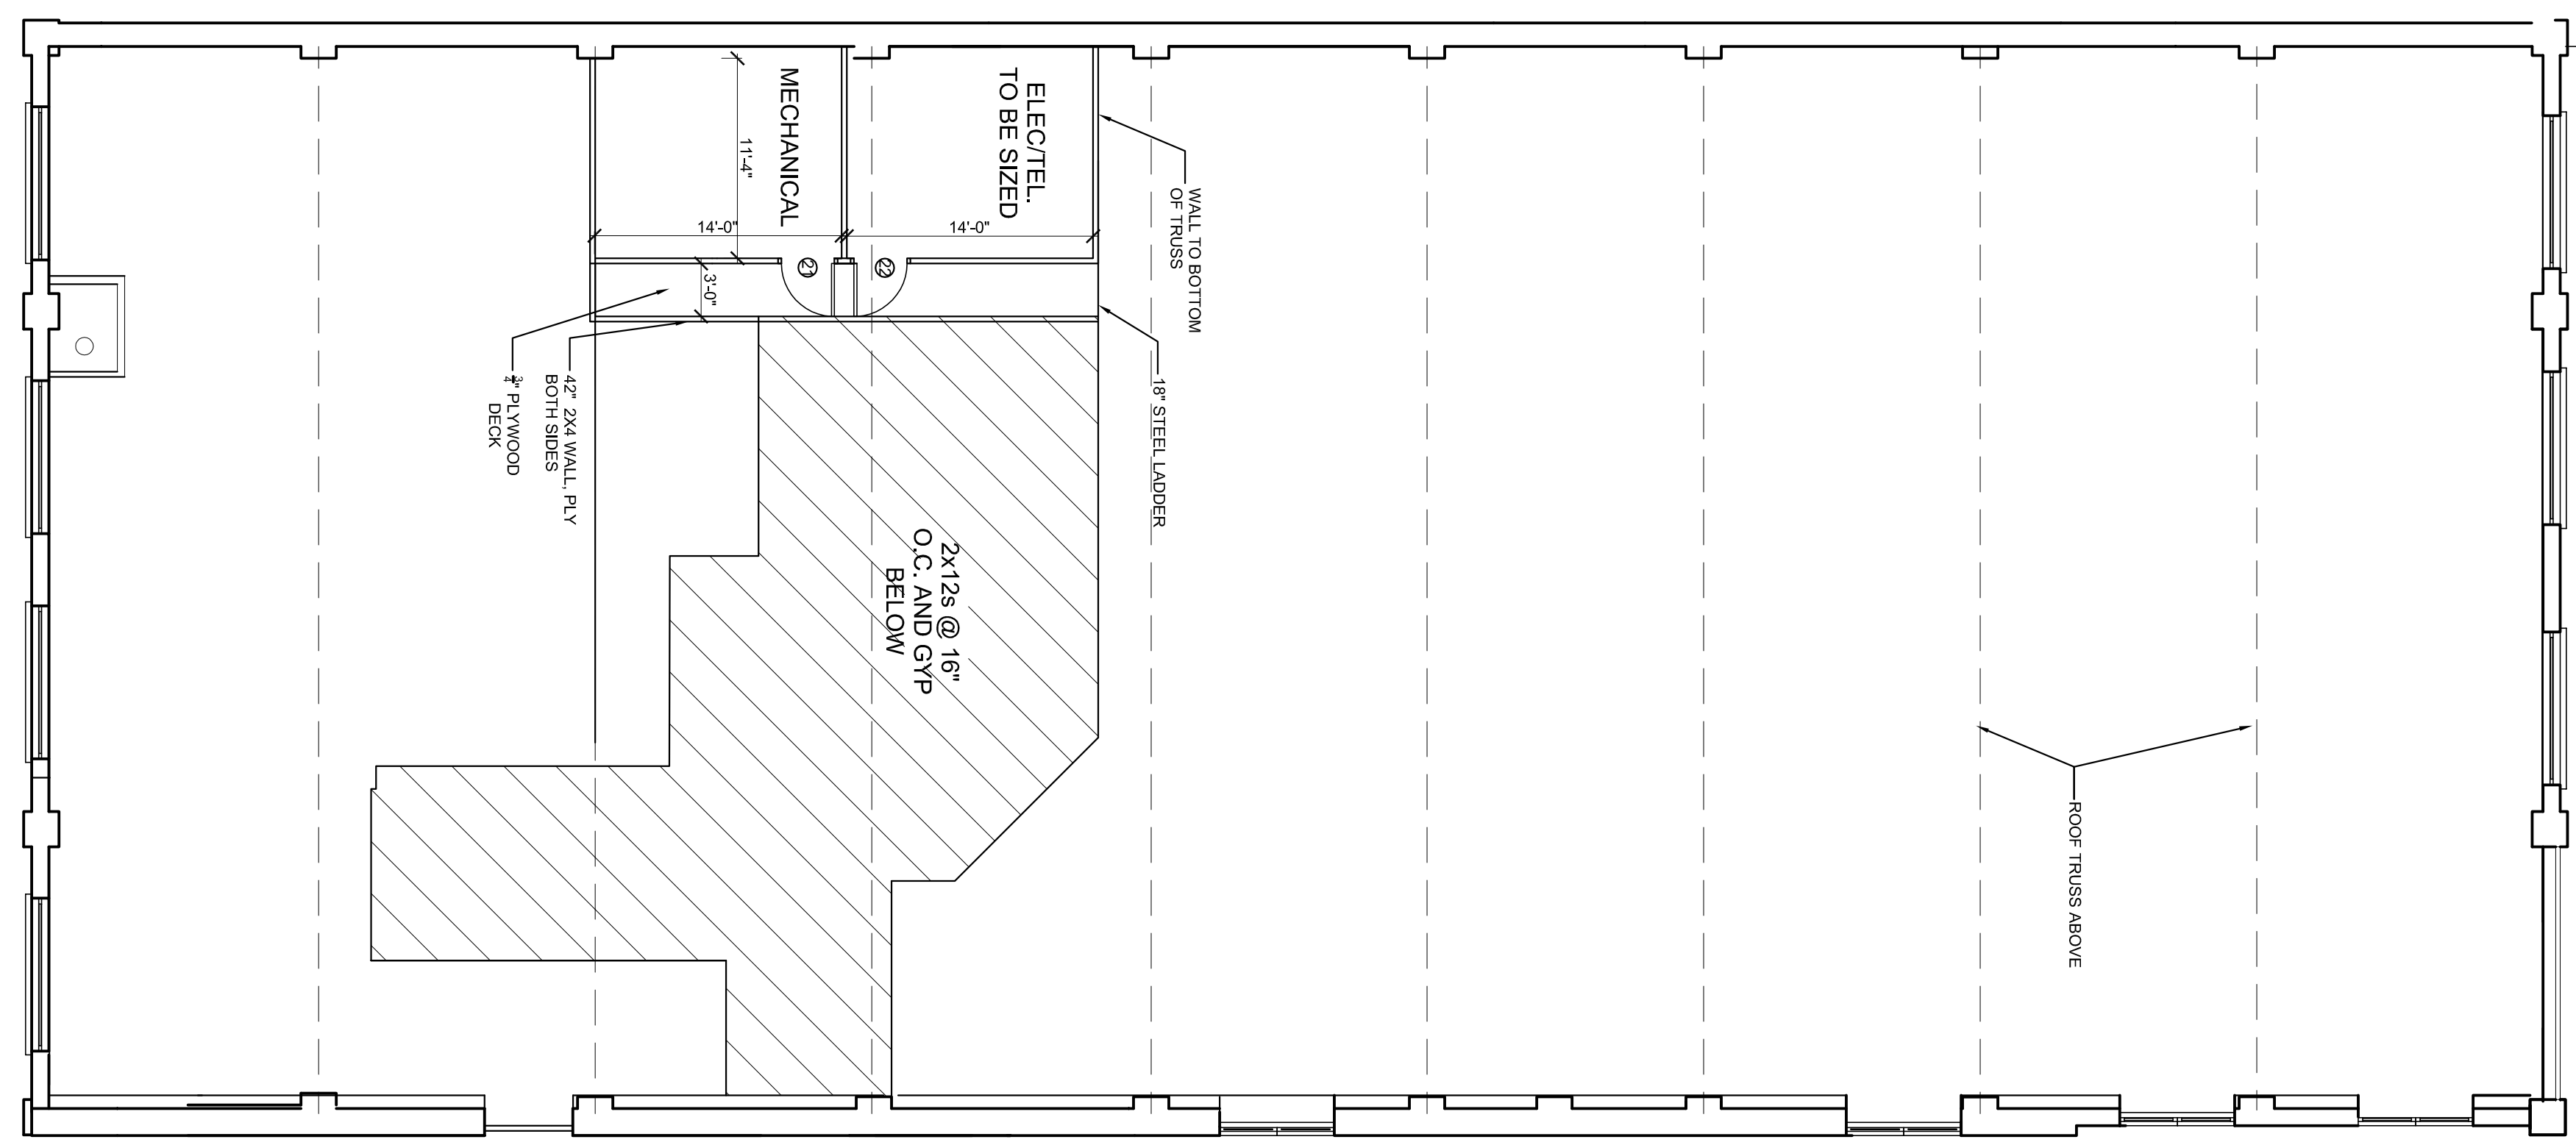 MECHANICAL
ELEC/TEL.
TO BE SIZED
11'-4"
14'-0"
14'-0"
21
22
3'-0"
WALL TO BOTTOM
OF TRUSS
18" STEEL LADDER
42" 2X4 WALL, PLY
BOTH SIDES
3/4" PLYWOOD
DECK
2x12s @ 16"
O.C. AND GYP
BELOW
ROOF TRUSS ABOVE